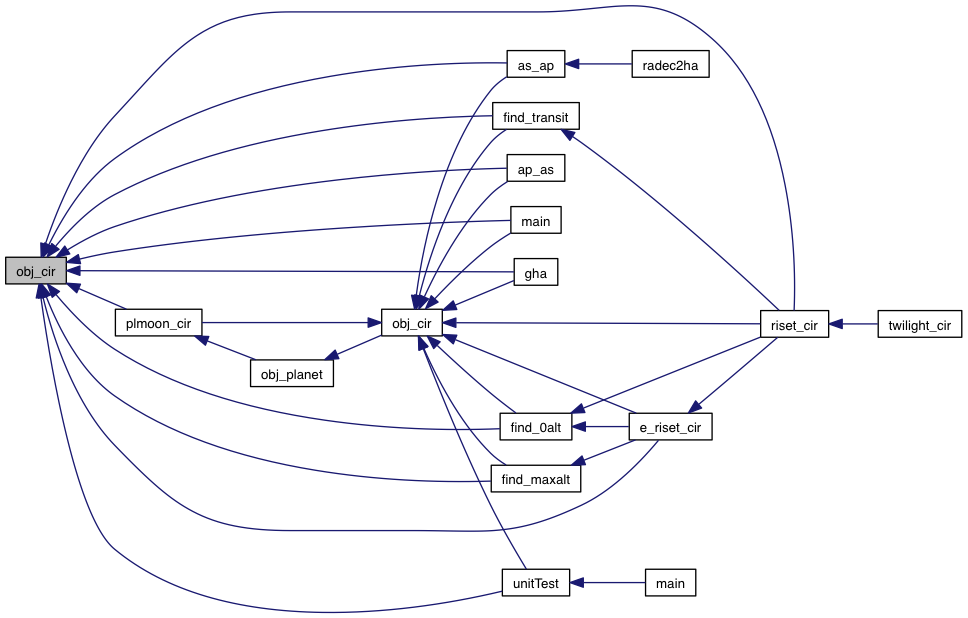 as_ap
radec2ha
find_transit
ap_as
main
obj_cir
gha
plmoon_cir
obj_cir
riset_cir
twilight_cir
obj_planet
find_0alt
e_riset_cir
find_maxalt
unitTest
main